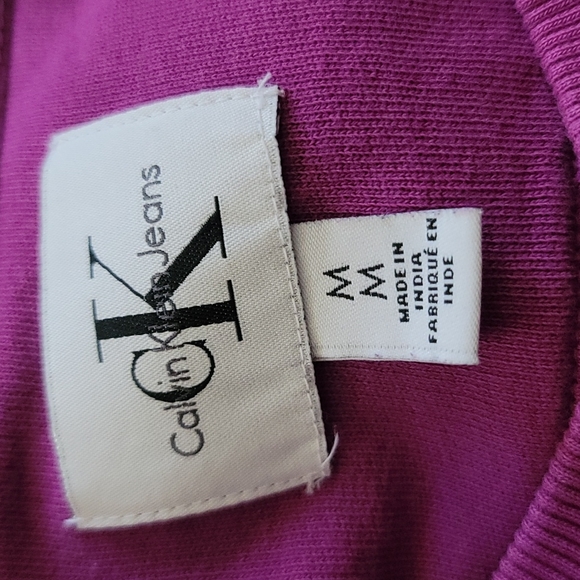 CK
Calvin Klein Jeans
M
M
MADE IN
INDIA
FABRIQUÉ EN
INDE